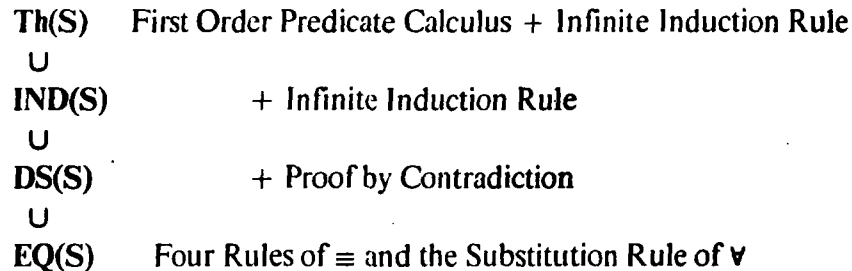 Th(S) First Order Predicate Calculus + Infinite Induction Rule
∪
IND(S) + Infinite Induction Rule
∪
DS(S) + Proof by Contradiction
∪
EQ(S) Four Rules of ≡ and the Substitution Rule of ∀